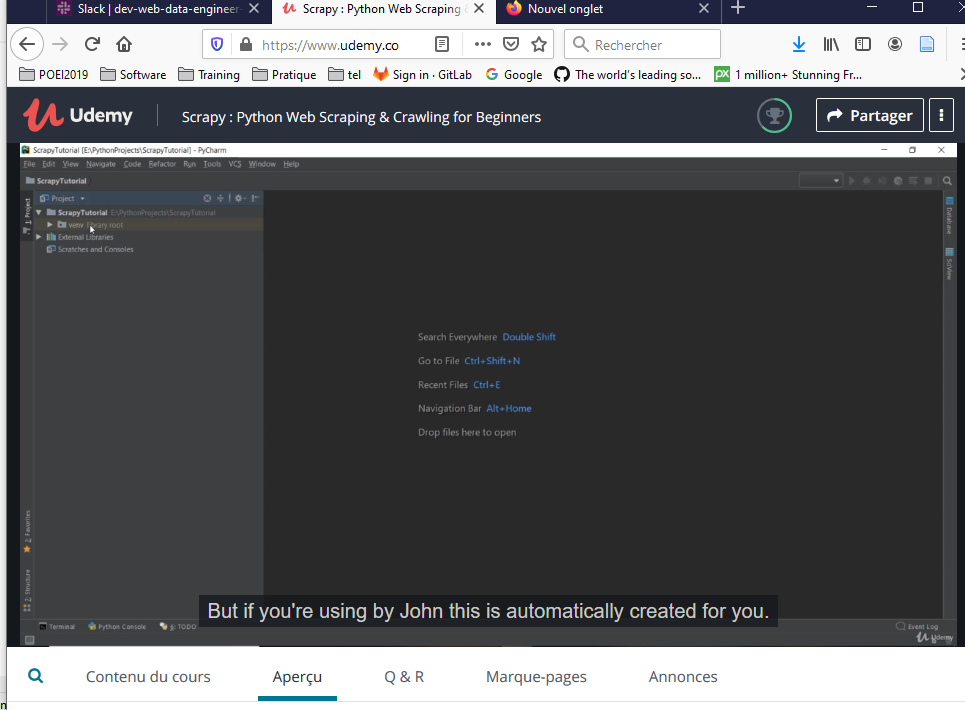 Slack | dev-web-data-engineer-
Scrapy : Python Web Scraping &
Nouvel onglet
https://www.udemy.co
Rechercher
POEI2019
Software
Training
Pratique
tel
Sign in · GitLab
Google
The world's leading so...
px
1 million+ Stunning Fr...
Udemy
Scrapy : Python Web Scraping & Crawling for Beginners
Partager
ScrapyTutorial [E:\PythonProjects\ScrapyTutorial] - PyCharm
File Edit View Navigate Code Refactor Run Tools VCS Window Help
ScrapyTutorial
1: Project
Project
ScrapyTutorial E:\PythonProjects\ScrapyTutorial
venv library root
External Libraries
Scratches and Consoles
Database
SciView
Search Everywhere Double Shift
Go to File Ctrl+Shift+N
Recent Files Ctrl+E
Navigation Bar Alt+Home
Drop files here to open
2: Favorites
Z: Structure
But if you're using by John this is automatically created for you.
Terminal
Python Console
6: TODO
Event Log
Udemy
Contenu du cours
Aperçu
Q & R
Marque-pages
Annonces